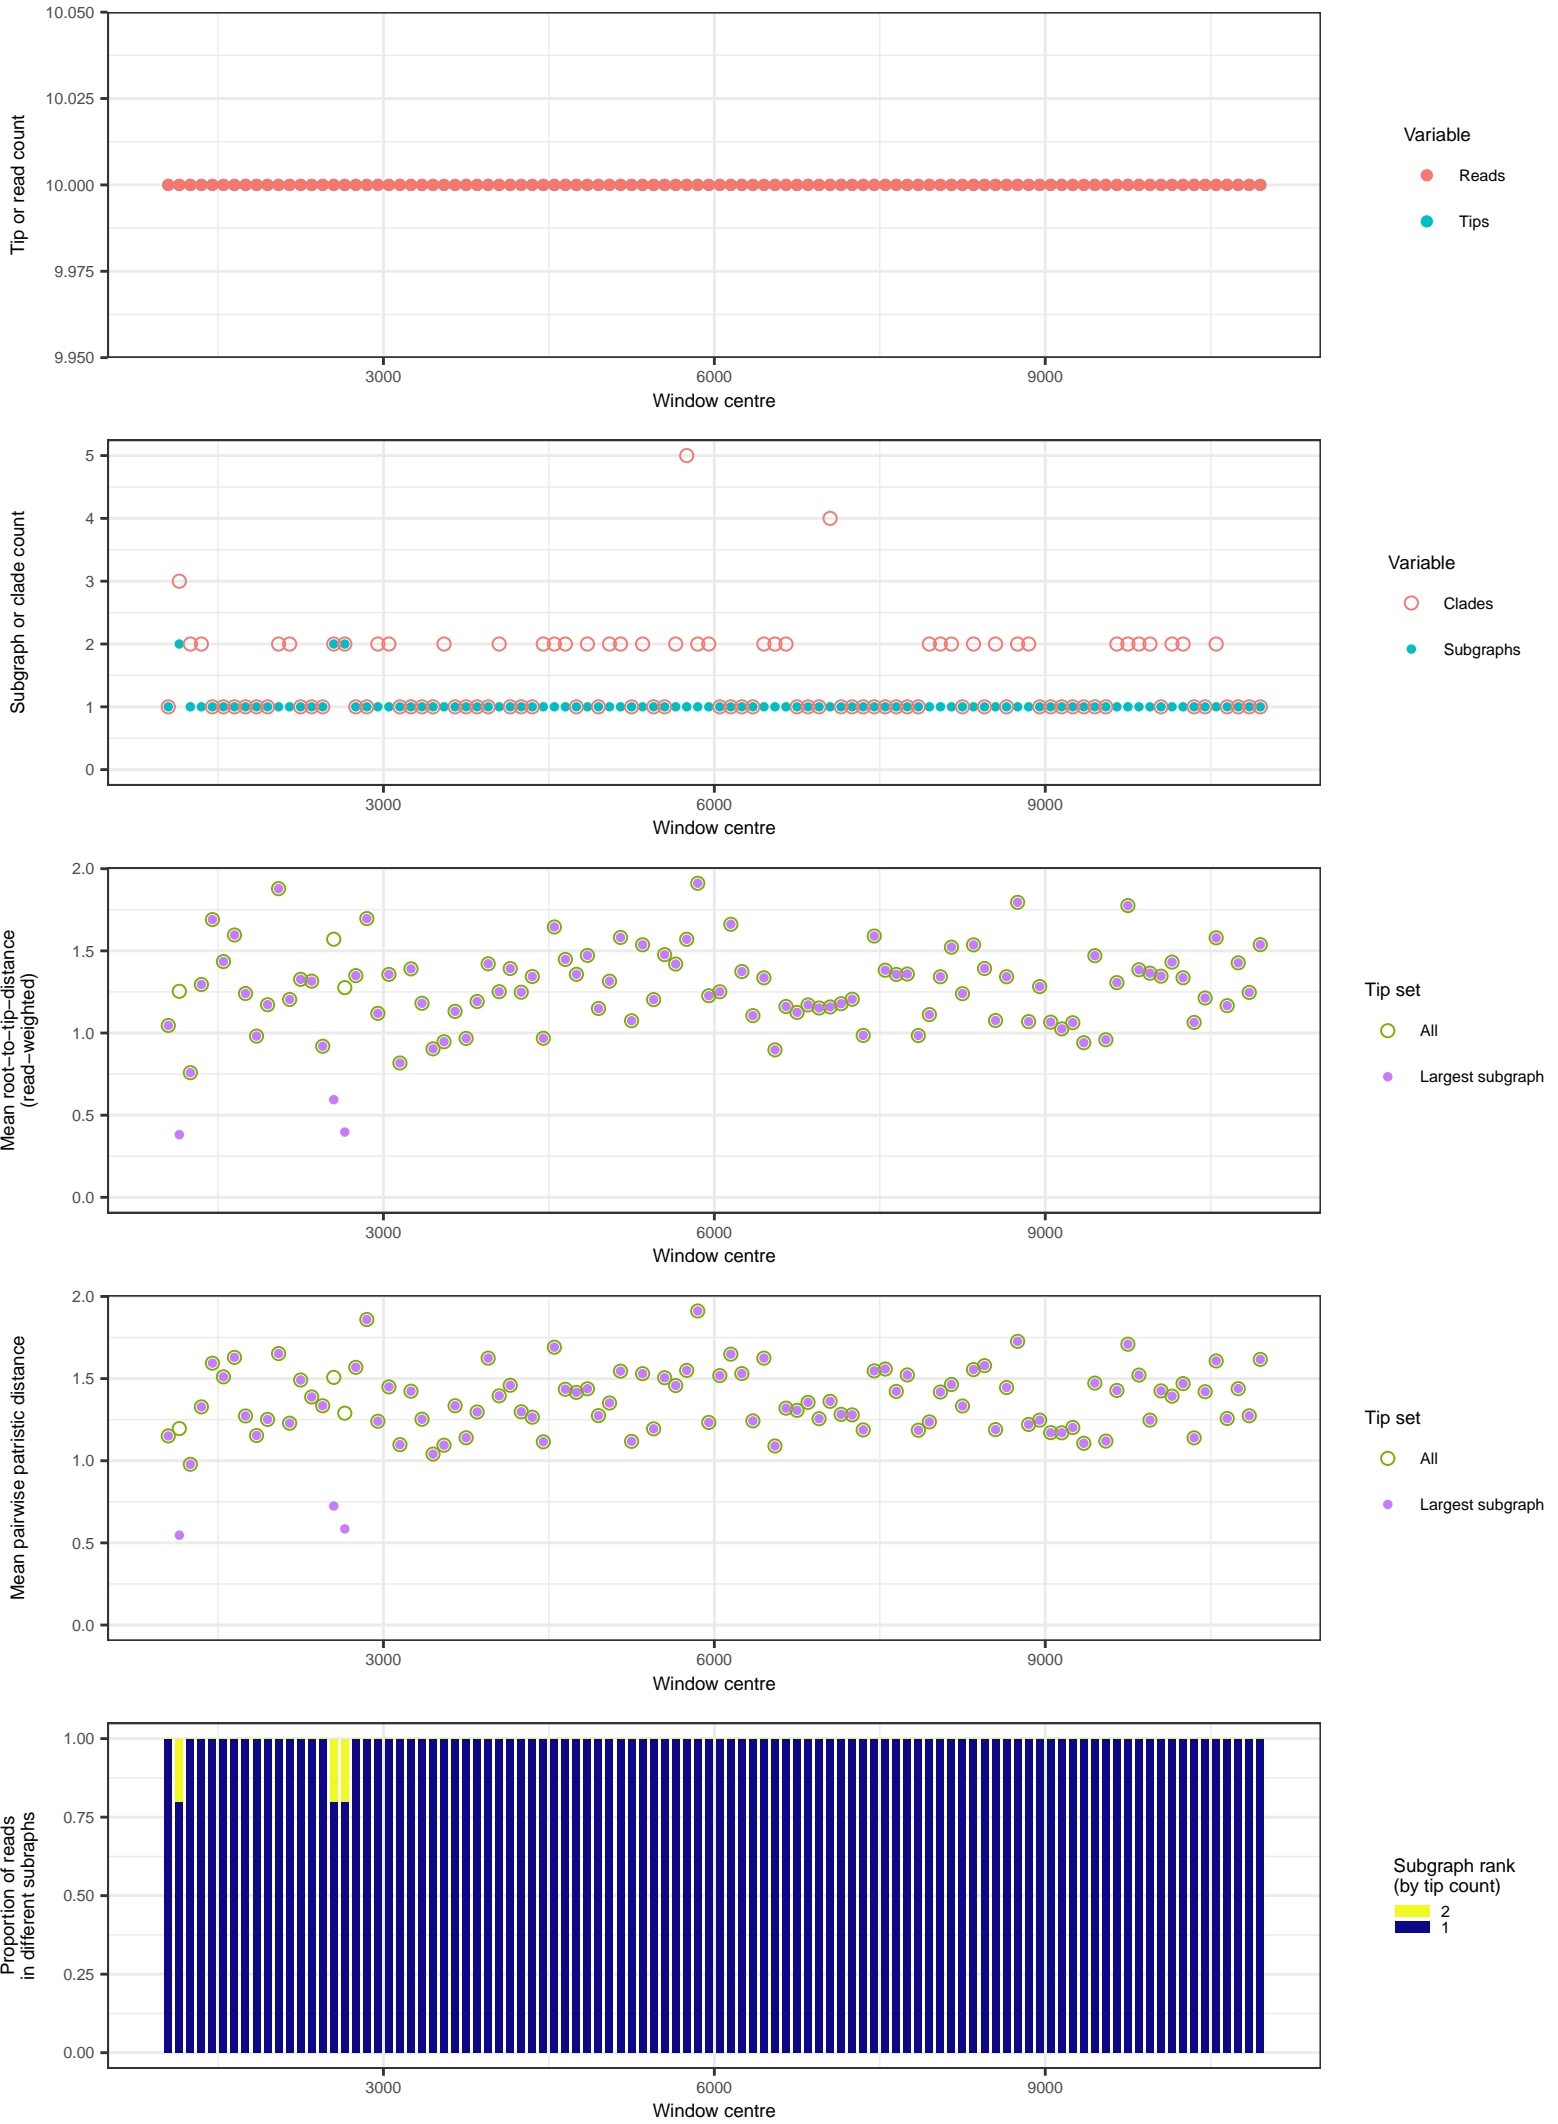 10.050
10.025
10.000
9.975
9.950
Tip or read count
3000 6000 9000
Window centre
Variable
Reads
Tips
5
4
3
2
1
0
Subgraph or clade count
3000 6000 9000
Window centre
Variable
Clades
Subgraphs
2.0
1.5
1.0
0.5
0.0
Mean root−to−tip−distance
(read−weighted)
3000 6000 9000
Window centre
Tip set
All
Largest subgraph
2.0
1.5
1.0
0.5
0.0
Mean pairwise patristic distance
3000 6000 9000
Window centre
Tip set
All
Largest subgraph
1.00
0.75
0.50
0.25
0.00
Proportion of reads
in different subraphs
3000 6000 9000
Window centre
Subgraph rank
(by tip count)
2
1